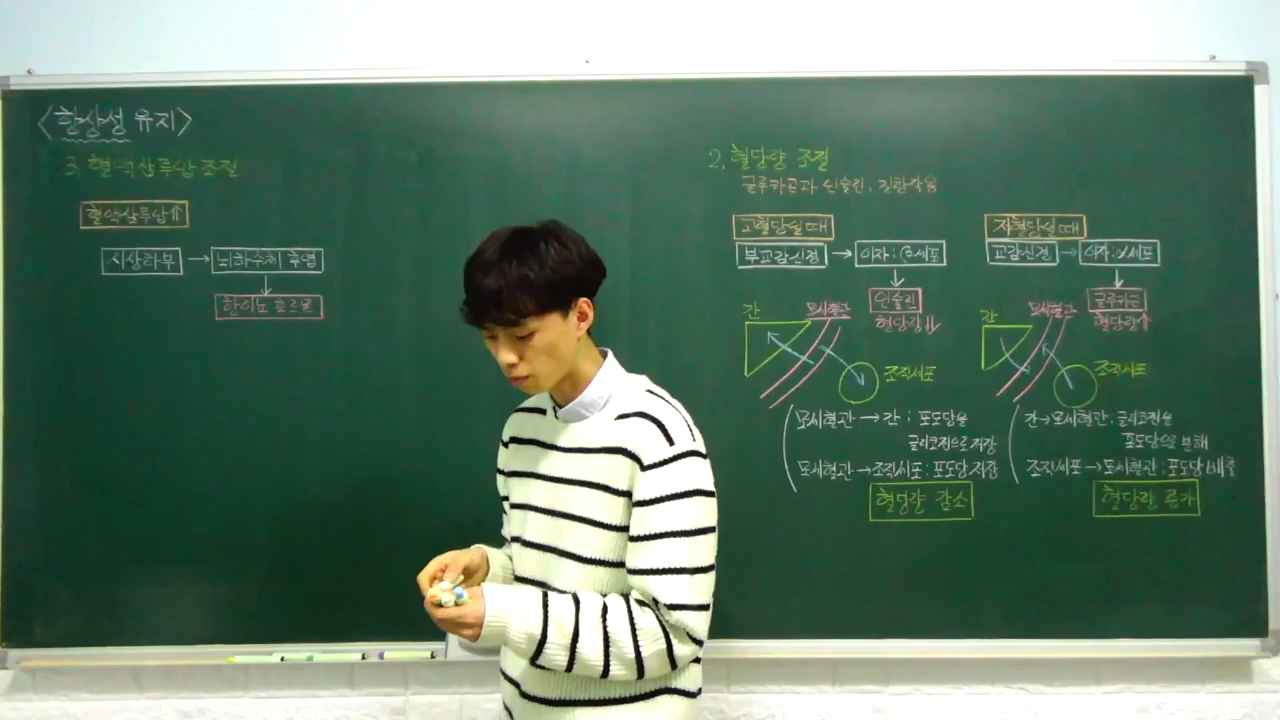 <항상성 유지>
3. 혈액삼투압 조절
혈액삼투압⇑
시상하부 → 뇌하수체 후엽
↓
항이뇨 호르몬
2. 혈당량 조절
글루카곤과 인슐린, 길항작용
고혈당일 때
부교감신경 → 이자: β세포
↓
인슐린
혈당량⇓
간 모세혈관
조직세포
모세혈관 → 간 : 포도당을
글리코젠으로 저장
모세혈관 → 조직세포 : 포도당 저장
혈당량 감소
저혈당일 때
교감신경 → 이자: α세포
↓
글루카곤
혈당량⇑
간 모세혈관
조직세포
간 → 모세혈관 : 글리코젠을
포도당으로 분해
조직세포 → 모세혈관 : 포도당 배출
혈당량 증가